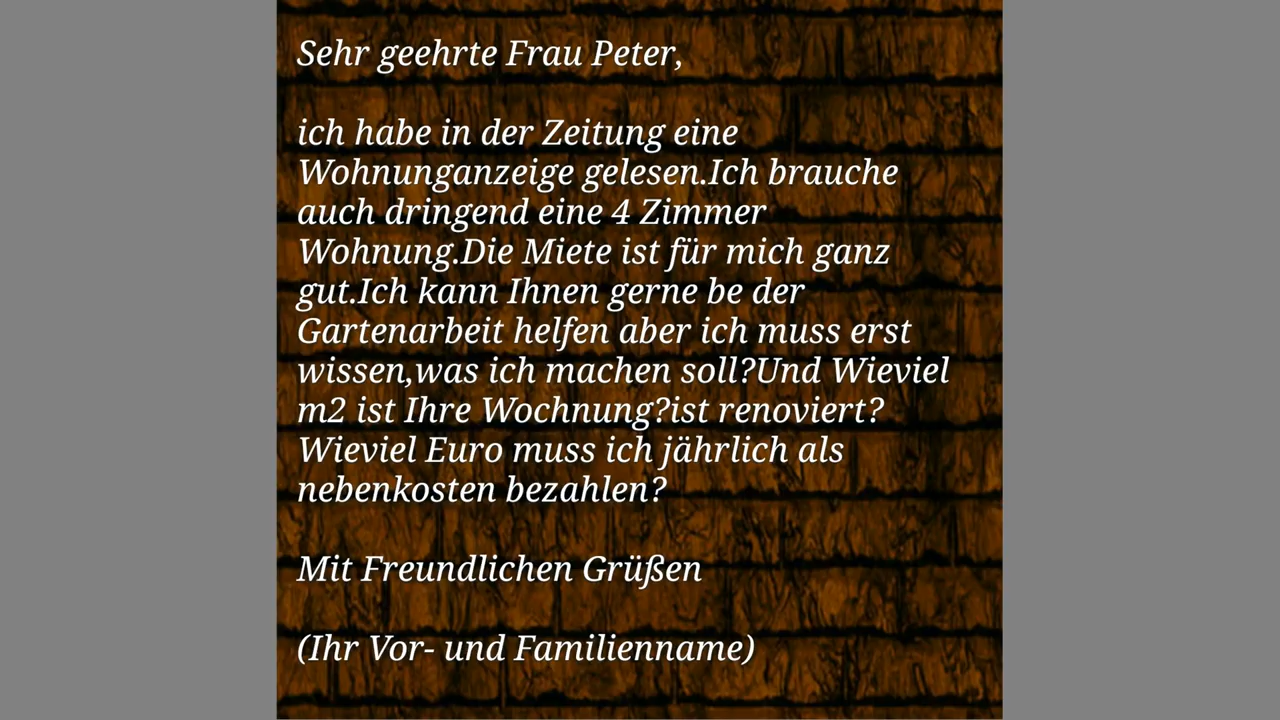 Sehr geehrte Frau Peter,
ich habe in der Zeitung eine
Wohnunganzeige gelesen.Ich brauche
auch dringend eine 4 Zimmer
Wohnung.Die Miete ist für mich ganz
gut.Ich kann Ihnen gerne be der
Gartenarbeit helfen aber ich muss erst
wissen,was ich machen soll?Und Wieviel
m2 ist Ihre Wochnung?ist renoviert?
Wieviel Euro muss ich jährlich als
nebenkosten bezahlen?
Mit Freundlichen Grüßen
(Ihr Vor- und Familienname)